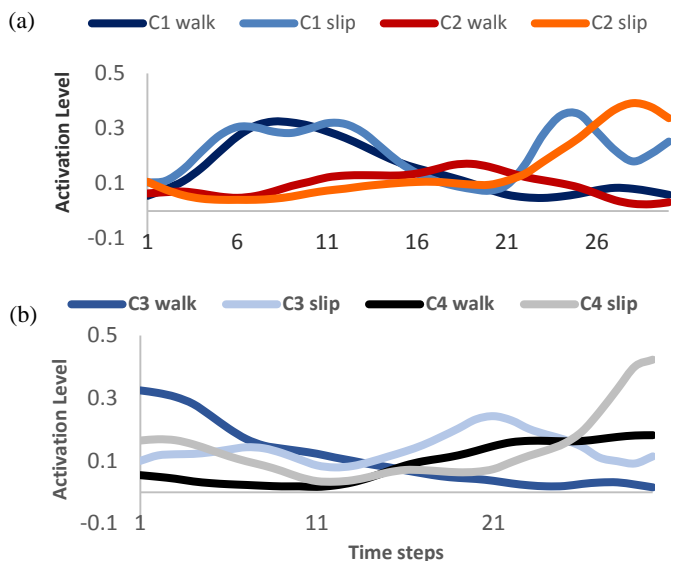 (a)
C1 walk C1 slip C2 walk C2 slip
Activation Level
0.5
0.3
0.1
-0.1
1 6 11 16 21 26
(b)
C3 walk C3 slip C4 walk C4 slip
Activation Level
0.5
0.3
0.1
-0.1
1 11 21
Time steps